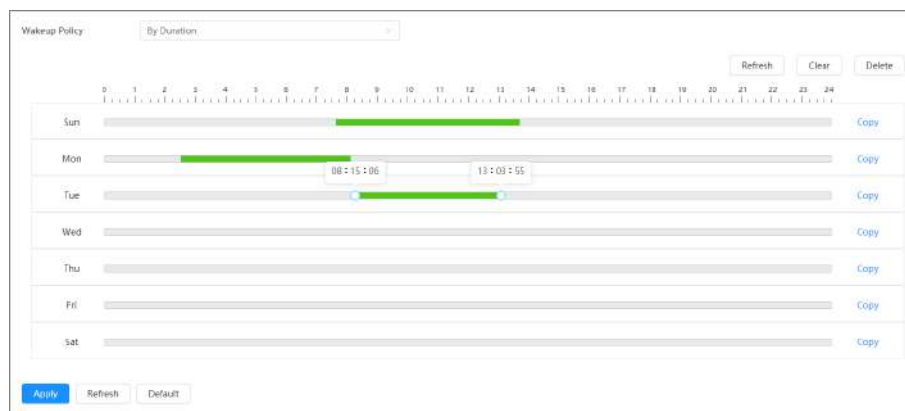 Wakeup Policy By Duration
Refresh Clear Delete
0 1 2 3 4 5 6 7 8 9 10 11 12 13 14 15 16 17 18 19 20 21 22 23 24
Sun Copy
Mon Copy
08:15:06 13:03:55
Tue Copy
Wed Copy
Thu Copy
Fri Copy
Sat Copy
Apply Refresh Default